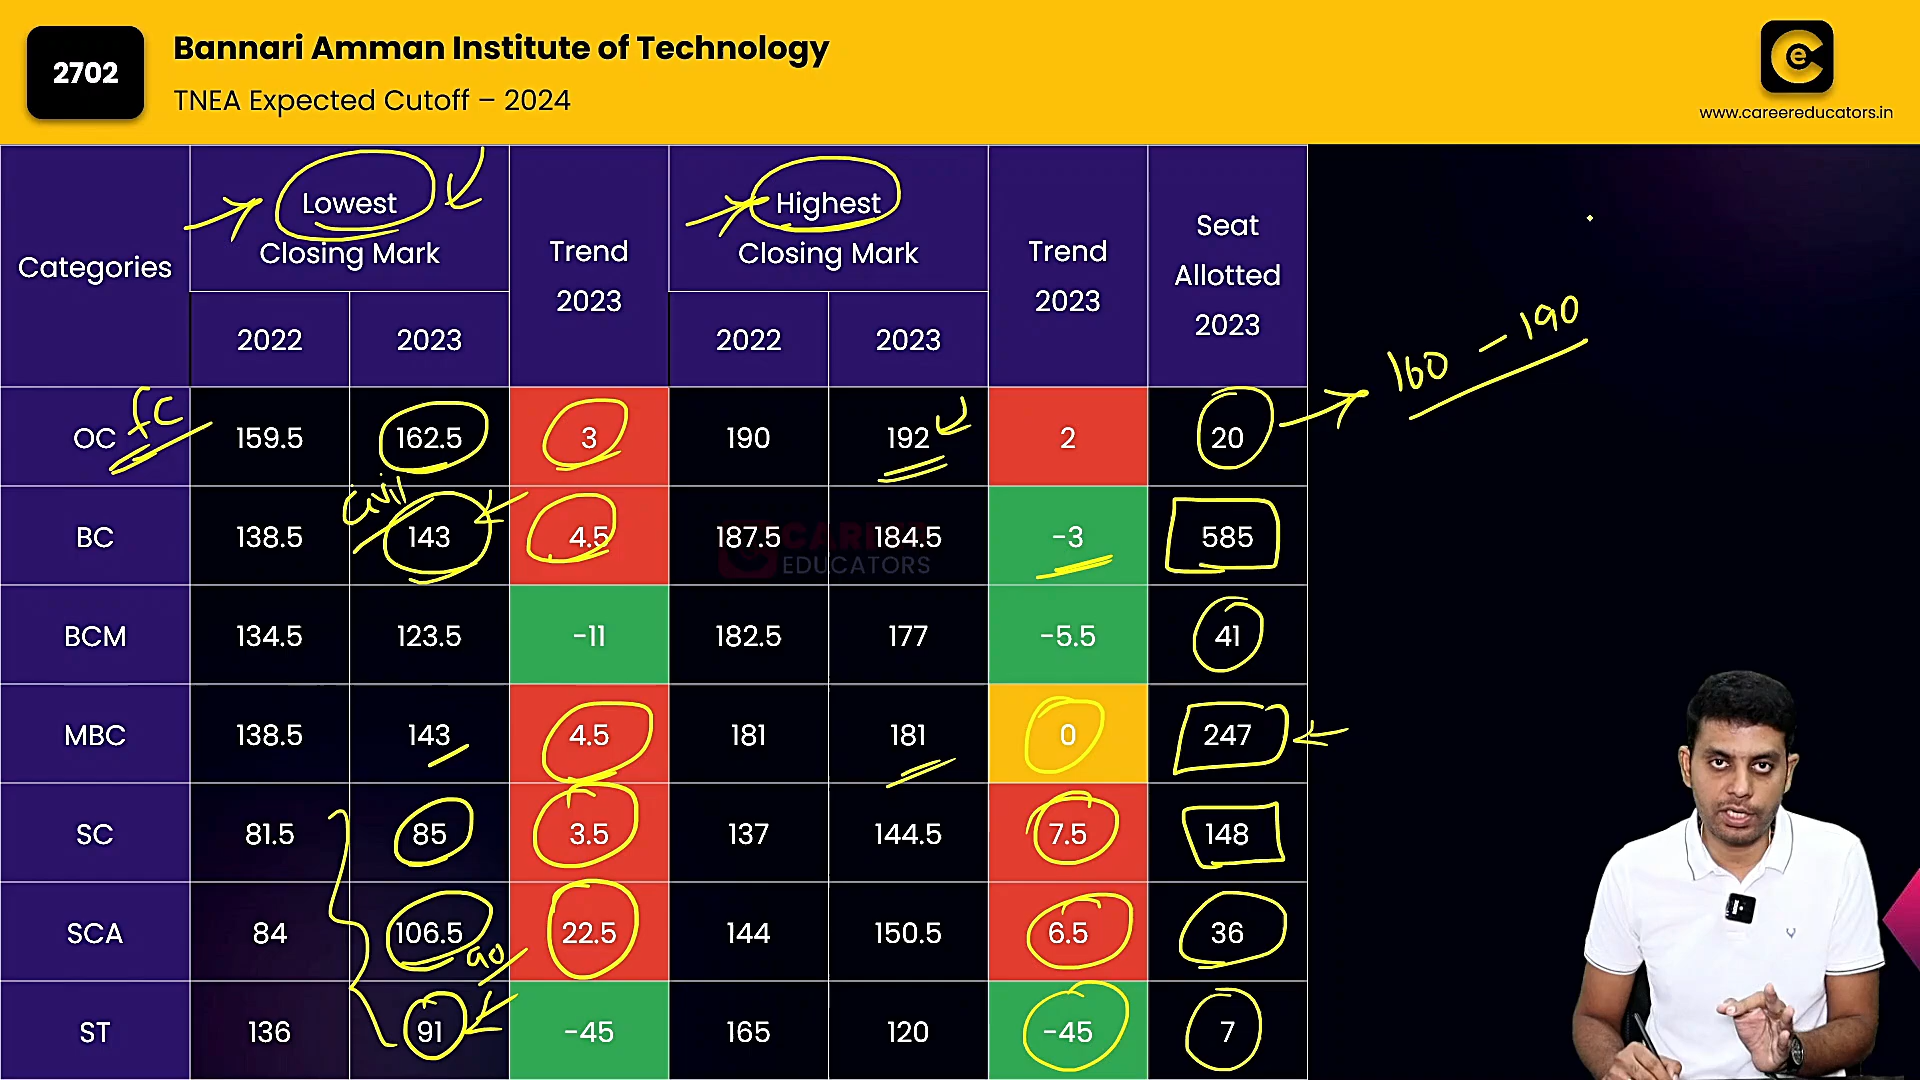 2702
Bannari Amman Institute of Technology
TNEA Expected Cutoff – 2024
e
www.careereducators.in
Categories
Lowest
Closing Mark
Trend
2023
Highest
Closing Mark
Trend
2023
Seat
Allotted
2023
2022 2023 2022 2023
160 – 190
OC fc 159.5 162.5 3 190 192 2 20
civil
BC 138.5 143 4.5 187.5 184.5 -3 585
EDUCATORS
BCM 134.5 123.5 -11 182.5 177 -5.5 41
MBC 138.5 143 4.5 181 181 0 247
SC 81.5 85 3.5 137 144.5 7.5 148
SCA 84 106.5 22.5 144 150.5 6.5 36
90
ST 136 91 -45 165 120 -45 7